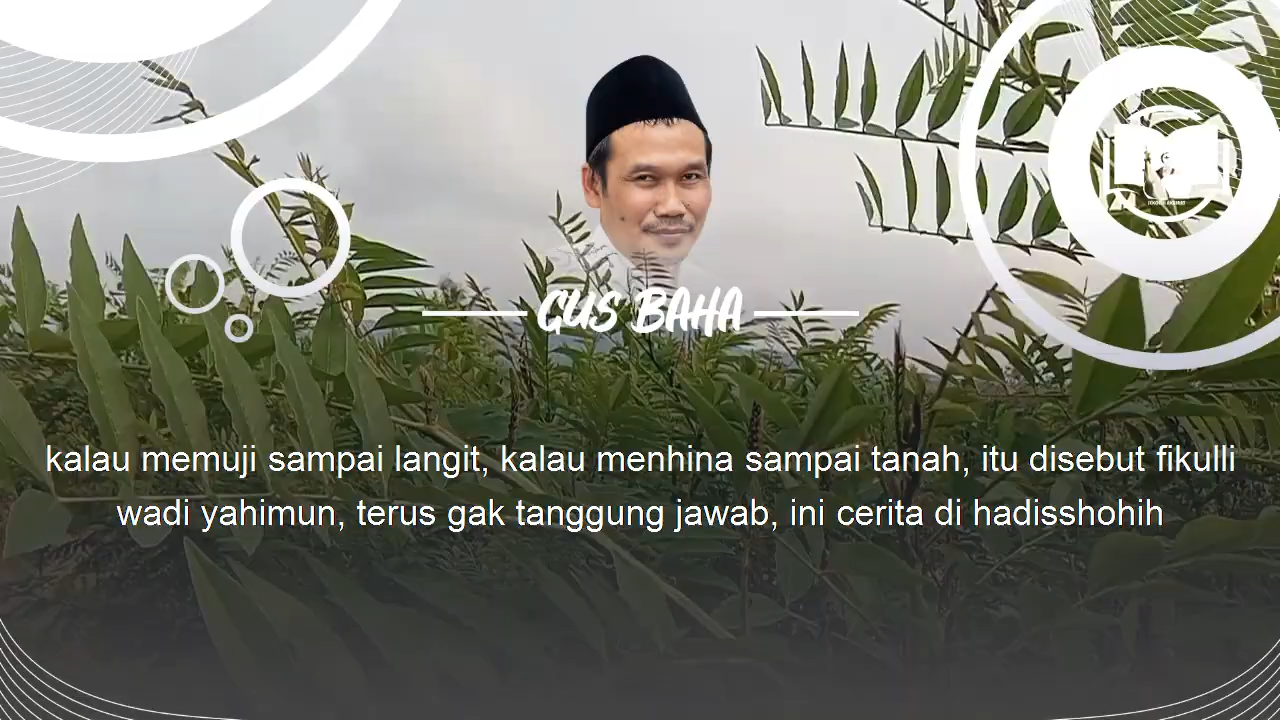 GUS BAHA
kalau memuji sampai langit, kalau menhina sampai tanah, itu disebut fikulli
wadi yahimun, terus gak tanggung jawab, ini cerita di hadisshohih